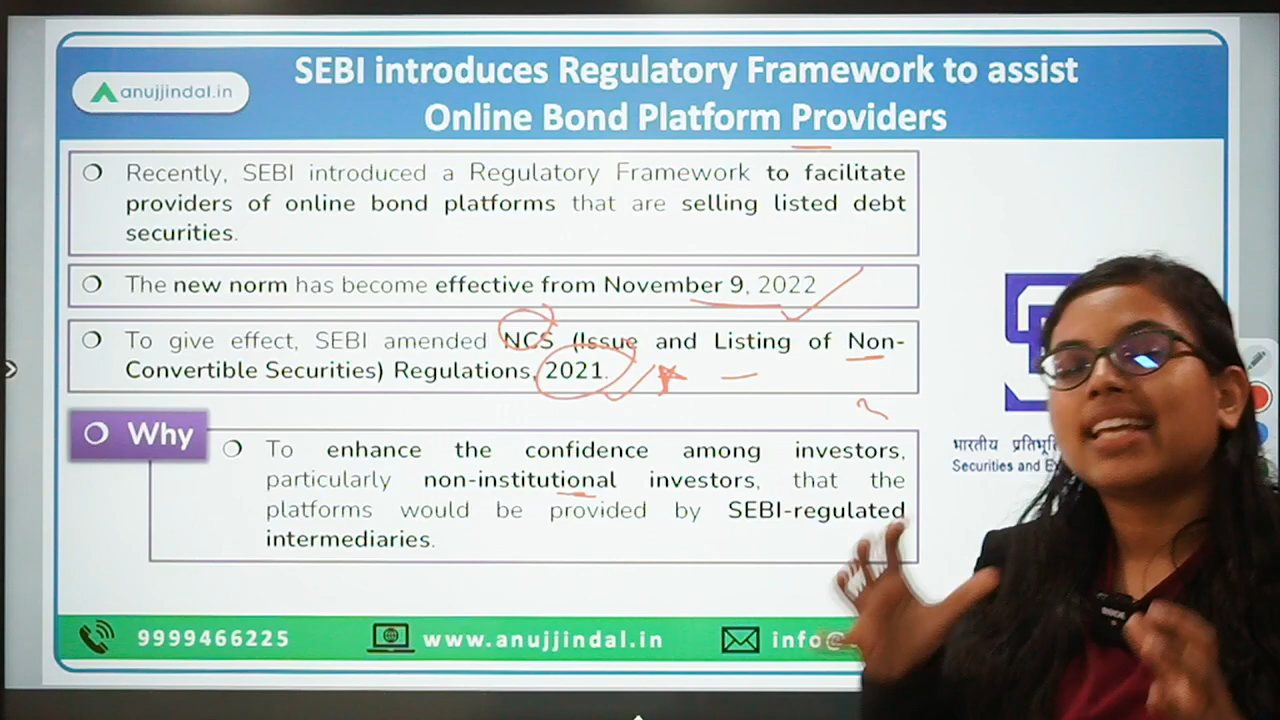 SEBI introduces Regulatory Framework to assist
Online Bond Platform Providers
anujjindal.in
Recently, SEBI introduced a Regulatory Framework to facilitate
providers of online bond platforms that are selling listed debt
securities.
The new norm has become effective from November 9, 2022
To give effect, SEBI amended NCS (Issue and Listing of Non-
Convertible Securities) Regulations, 2021.
Why
To enhance the confidence among investors,
particularly non-institutional investors, that the
platforms would be provided by SEBI-regulated
intermediaries.
भारतीय प्रतिभूति
Securities and
9999466225
www.anujjindal.in
info@